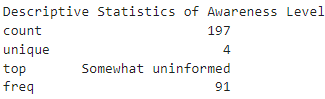 Descriptive Statistics of Awareness Level
count 197
unique 4
top Somewhat uninformed
freq 91